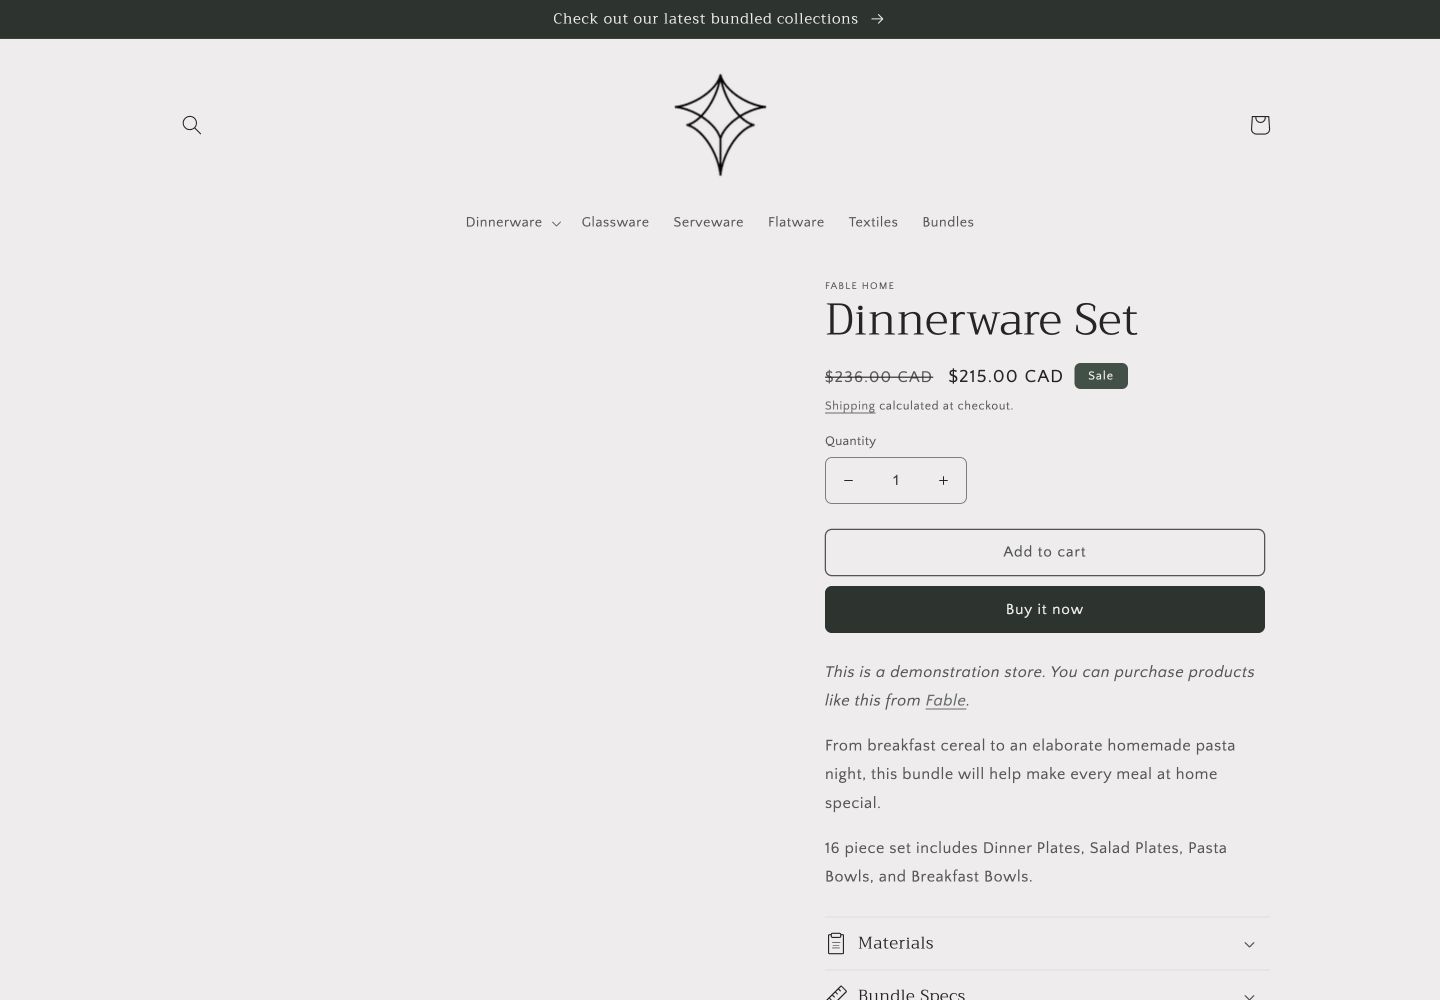 Check out our latest bundled collections
Dinnerware
Glassware
Serveware
Flatware
Textiles
Bundles
FABLE HOME
Dinnerware Set
$236.00 CAD $215.00 CAD Sale
Shipping calculated at checkout.
Quantity
1
Add to cart
Buy it now
This is a demonstration store. You can purchase products
like this from Fable.
From breakfast cereal to an elaborate homemade pasta
night, this bundle will help make every meal at home
special.
16 piece set includes Dinner Plates, Salad Plates, Pasta
Bowls, and Breakfast Bowls.
Materials
Bundle Specs